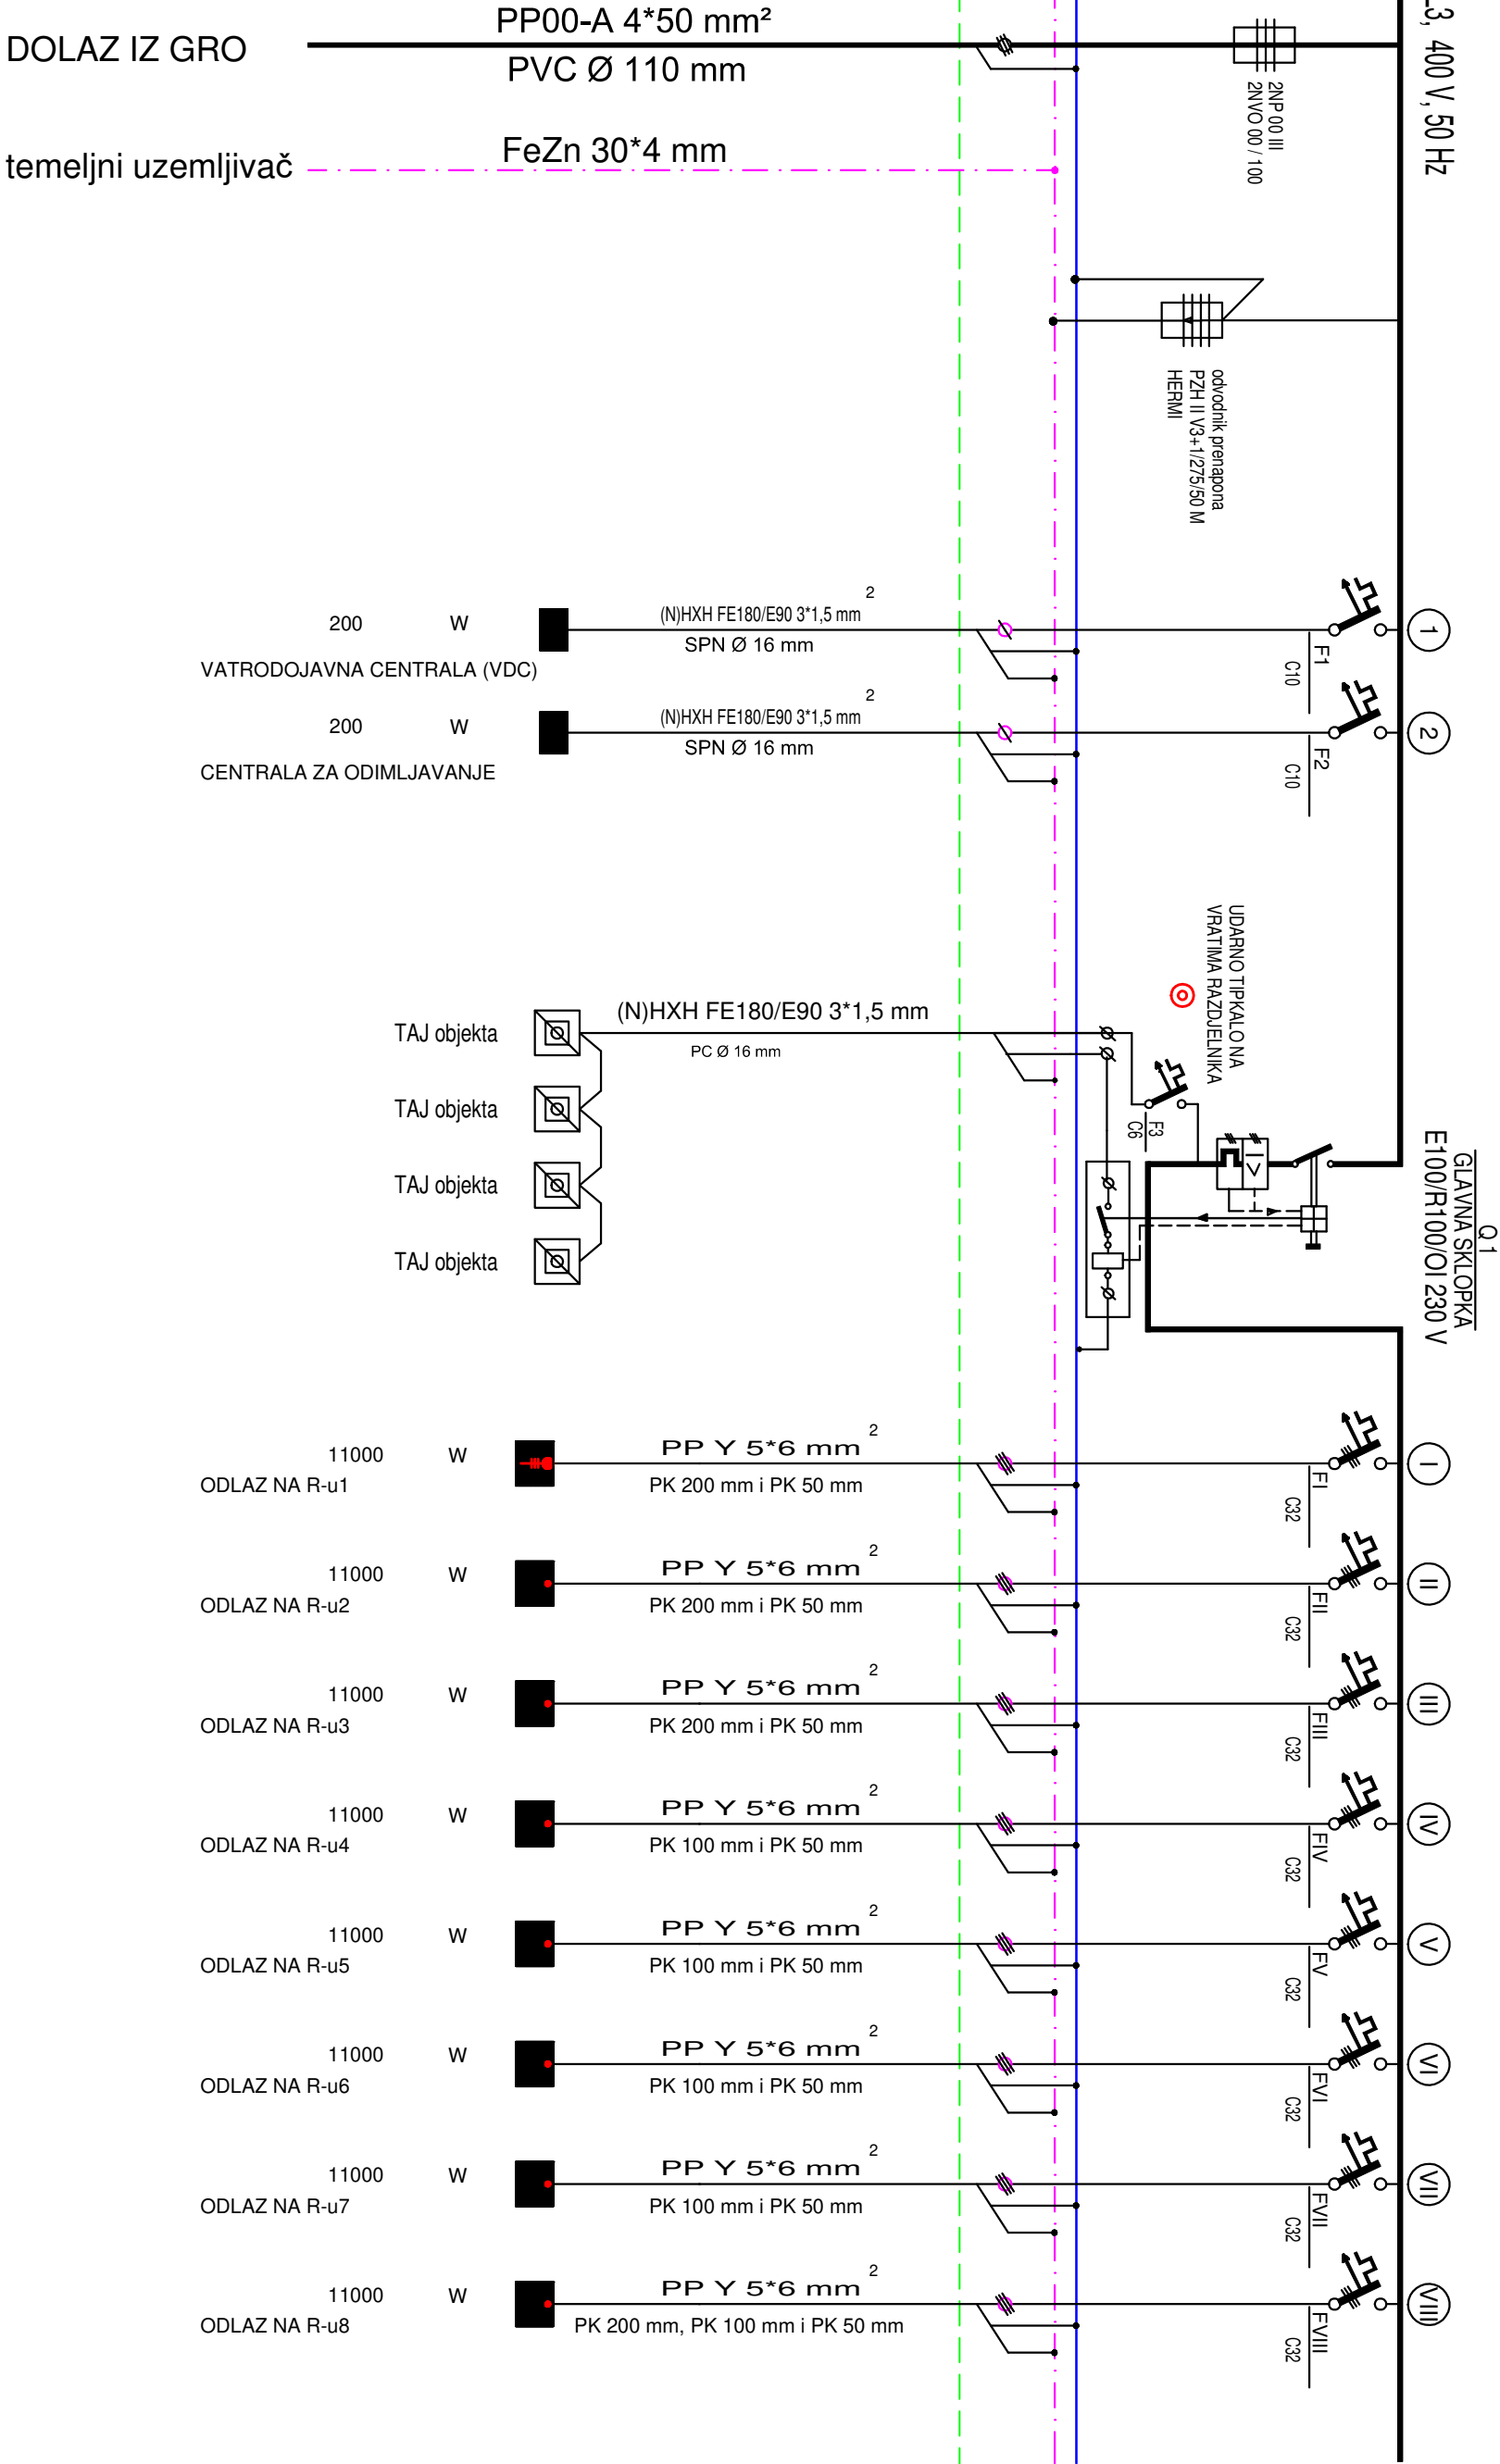 PP00-A 4*50 mm²
DOLAZ IZ GRO
PVC Ø 110 mm
FeZn 30*4 mm
temeljni uzemljivač
L3, 400 V, 50 Hz
2NP 00 III
2NVO 00 / 100
odvodnik prenapona
PZH II V3+1/275/50 M
HERMI
200 W
(N)HXH FE180/E90 3*1,5 mm 2
SPN Ø 16 mm
VATRODOJAVNA CENTRALA (VDC)
F1
C10
1
200 W
(N)HXH FE180/E90 3*1,5 mm 2
SPN Ø 16 mm
CENTRALA ZA ODIMLJAVANJE
F2
C10
2
UDARNO TIPKALO NA
VRATIMA RAZDJELNIKA
(N)HXH FE180/E90 3*1,5 mm
PC Ø 16 mm
TAJ objekta
TAJ objekta
TAJ objekta
TAJ objekta
F3
C6
I>
Q 1
GLAVNA SKLOPKA
E100/R100/OI 230 V
11000 W
PP Y 5*6 mm 2
ODLAZ NA R-u1
PK 200 mm i PK 50 mm
FI
C32
I
11000 W
PP Y 5*6 mm 2
ODLAZ NA R-u2
PK 200 mm i PK 50 mm
FII
C32
II
11000 W
PP Y 5*6 mm 2
ODLAZ NA R-u3
PK 200 mm i PK 50 mm
FIII
C32
III
11000 W
PP Y 5*6 mm 2
ODLAZ NA R-u4
PK 100 mm i PK 50 mm
FIV
C32
IV
11000 W
PP Y 5*6 mm 2
ODLAZ NA R-u5
PK 100 mm i PK 50 mm
FV
C32
V
11000 W
PP Y 5*6 mm 2
ODLAZ NA R-u6
PK 100 mm i PK 50 mm
FVI
C32
VI
11000 W
PP Y 5*6 mm 2
ODLAZ NA R-u7
PK 100 mm i PK 50 mm
FVII
C32
VII
11000 W
PP Y 5*6 mm 2
ODLAZ NA R-u8
PK 200 mm, PK 100 mm i PK 50 mm
FVIII
C32
VIII